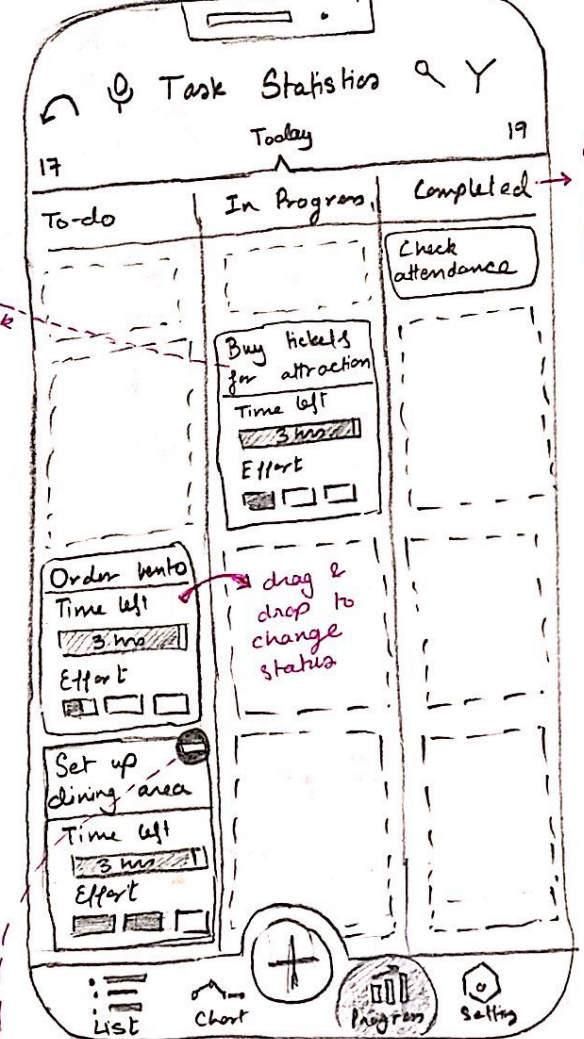 Task Statistics
Today
17
19
To-do
In Progress
Completed
Check
attendance
Buy tickets
for attraction
Time left
3 hrs
Effort
Order bento
Time left
3 hrs
Effort
drag &
drop to
change
status
Set up
dining area
Time left
3 hrs
Effort
List
Chart
Progress
Setting